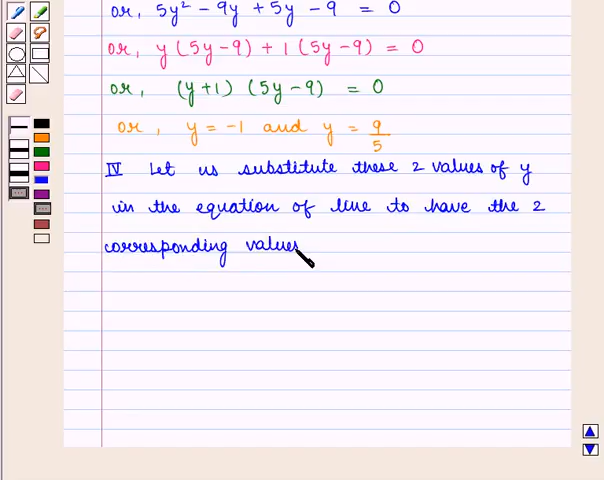 or, 5y² - 9y + 5y - 9 = 0
or, y (5y-9) + 1 (5y-9) = 0
or, (y+1) (5y-9) = 0
or, y = -1 and y = 9/5
IV Let us substitute these 2 values of y
in the equation of line to have the 2
corresponding values